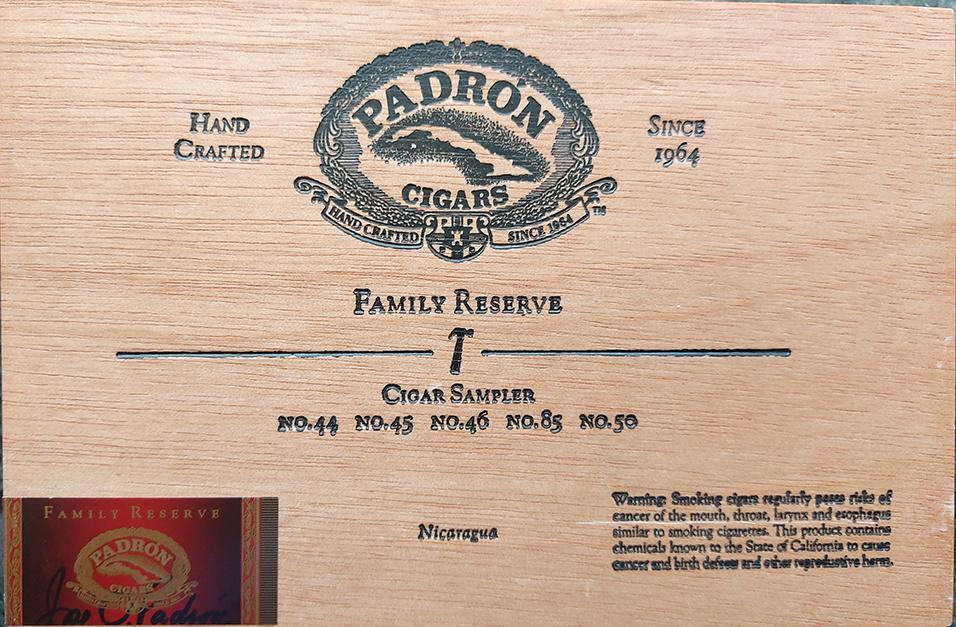 PADRÓN
CIGARS
HAND CRAFTED SINCE 1964
TM
HAND
CRAFTED
SINCE
1964
FAMILY RESERVE
CIGAR SAMPLER
NO.44 NO.45 NO.46 NO.85 NO.50
Nicaragua
Warning: Smoking cigars regularly poses risks of
cancer of the mouth, throat, larynx and esophagus
similar to smoking cigarettes. This product contains
chemicals known to the State of California to cause
cancer and birth defects and other reproductive harm.
FAMILY RESERVE
PADRÓN
CIGARS